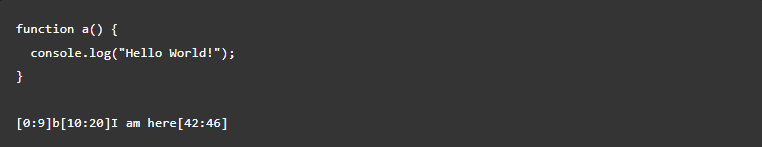 function a() {
  console.log("Hello World!");
}

[0:9]b[10:20]I am here[42:46]